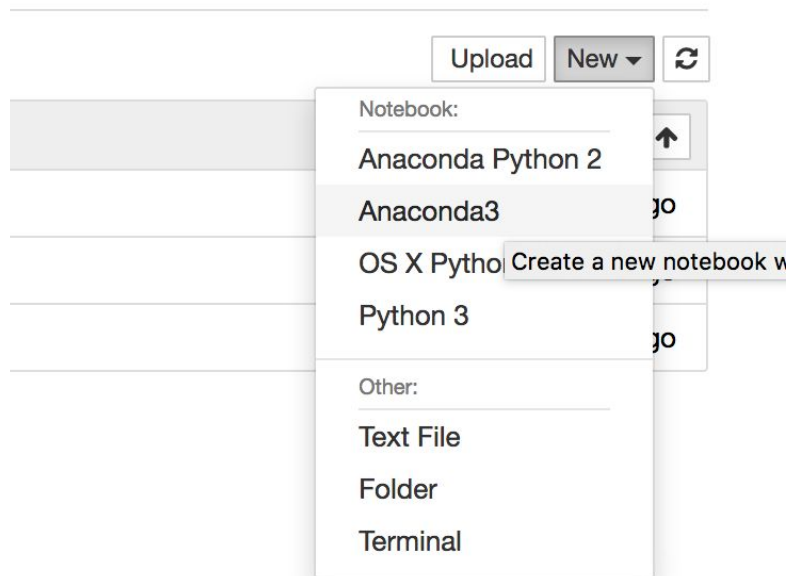 Upload New
Notebook:
Anaconda Python 2
Anaconda3
go
OS X
Create a new notebook
Python 3
go
Other:
Text File
Folder
Terminal